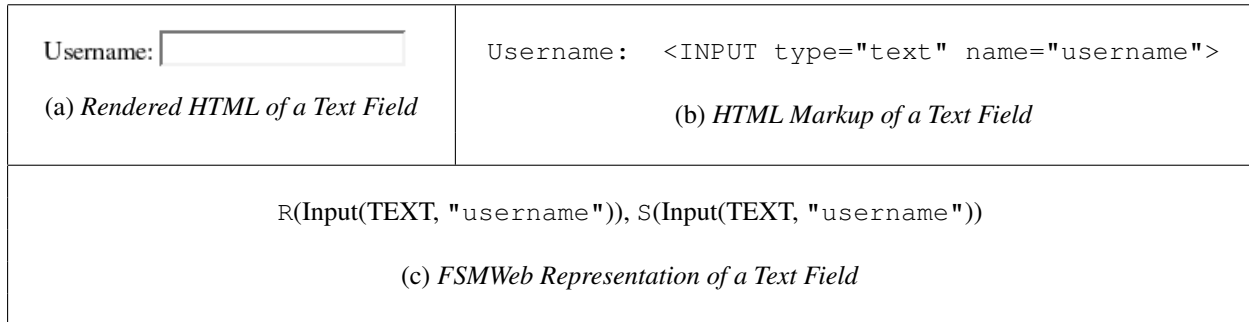 Username:
(a) Rendered HTML of a Text Field
Username: <INPUT type="text" name="username">
(b) HTML Markup of a Text Field
R(Input(TEXT, "username")), S(Input(TEXT, "username"))
(c) FSMWeb Representation of a Text Field